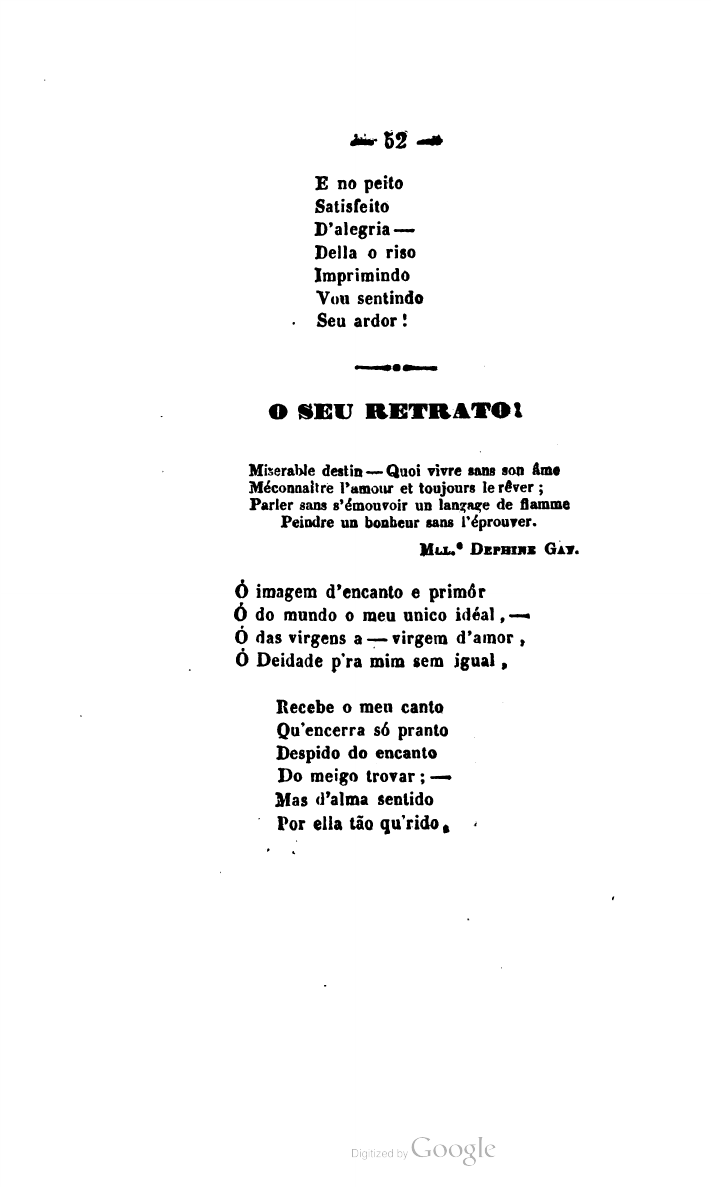 52
E no peito
Satisfeito
D'alegria —
Della o riso
Imprimindo
Vou sentindo
Seu ardor !
O SEU RETRATO!
Miserable destin — Quoi vivre sans son âme
Méconnaitre l'amour et toujours le rêver ;
Parler sans s'émouvoir un langage de flamme
Peindre un bonheur sans l'éprouver.
MLL.e DEPHINE GAY.
Ó imagem d'encanto e primôr
Ó do mundo o meu unico idéal , —
Ó das virgens a — virgem d'amor ,
Ó Deidade p'ra mim sem igual ,
Recebe o meu canto
Qu'encerra só pranto
Despido do encanto
Do meigo trovar ; —
Mas d'alma sentido
Por ella tão qu'rido ,
Digitized by Google